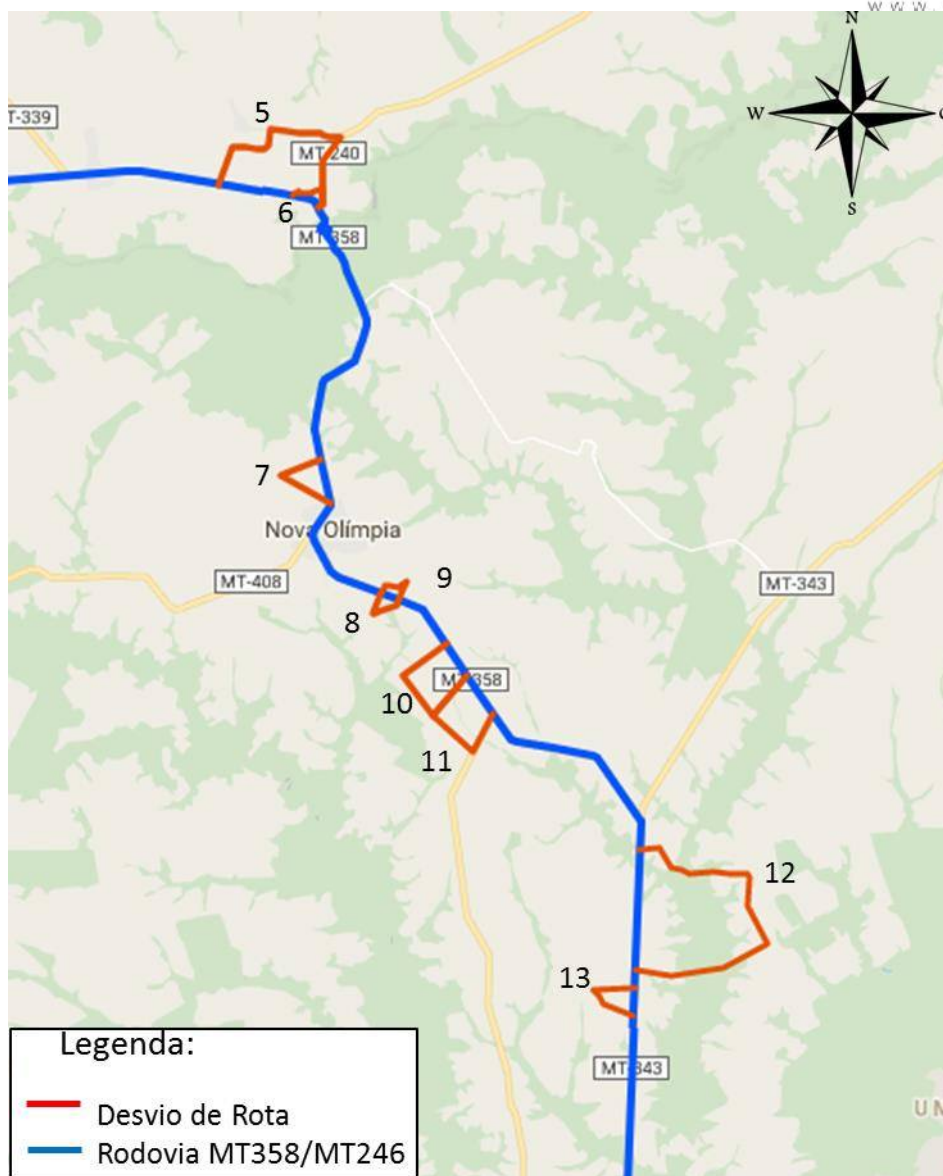 www.
N
W
S
T-339
5
MT-240
6
MT-358
7
Nova Olímpia
MT-408
9
MT-343
8
MT-358
10
11
12
13
MT-343
Legenda:
Desvio de Rota
Rodovia MT358/MT246
U